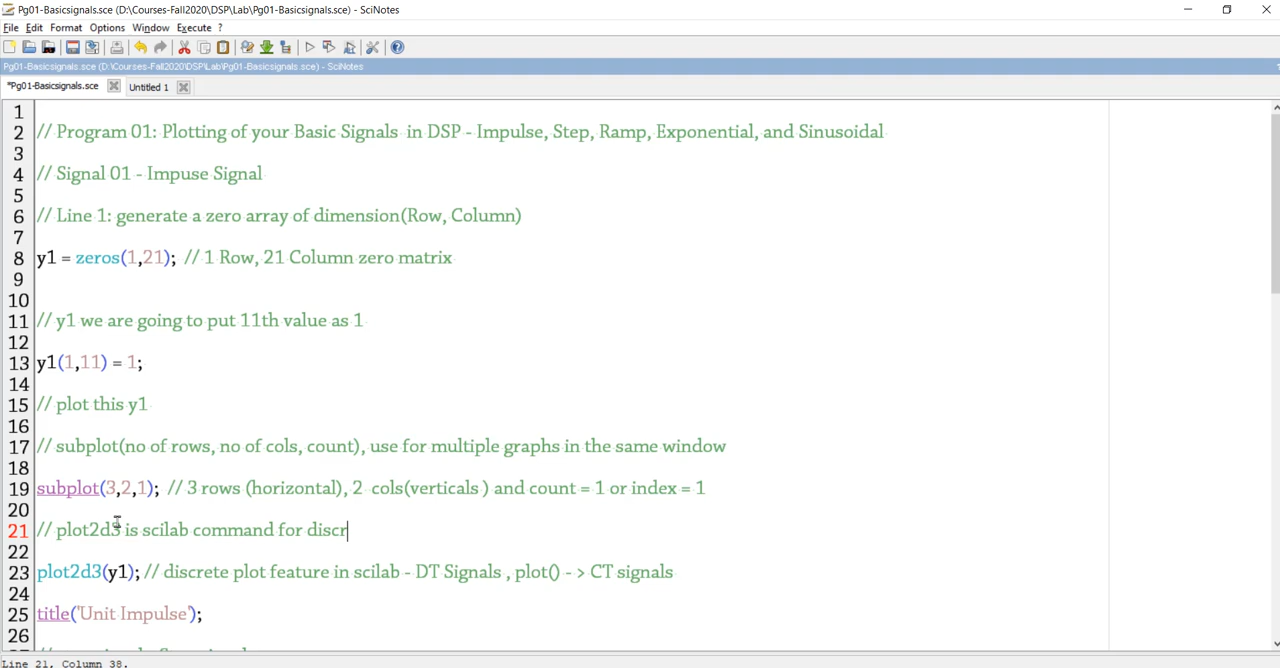 Pg01-Basicsignals.sce (D:\Courses-Fall2020\DSP\Lab\Pg01-Basicsignals.sce) - SciNotes
File Edit Format Options Window Execute ?
Pg01-Basicsignals.sce (D:\Courses-Fall2020\DSP\Lab\Pg01-Basicsignals.sce) - SciNotes
*Pg01-Basicsignals.sce Untitled 1
1
2 // Program 01: Plotting of your Basic Signals in DSP - Impulse, Step, Ramp, Exponential, and Sinusoidal
3
4 // Signal 01 - Impuse Signal
5
6 // Line 1: generate a zero array of dimension(Row, Column)
7
8 y1 = zeros(1,21); // 1 Row, 21 Column zero matrix
9
10
11 // y1 we are going to put 11th value as 1
12
13 y1(1,11) = 1;
14
15 // plot this y1
16
17 // subplot(no of rows, no of cols, count), use for multiple graphs in the same window
18
19 subplot(3,2,1); // 3 rows (horizontal), 2 cols(verticals ) and count = 1 or index = 1
20
21 // plot2d3 is scilab command for discr
22
23 plot2d3(y1); // discrete plot feature in scilab - DT Signals , plot() - > CT signals
24
25 title('Unit Impulse');
26
Line 21, Column 38.